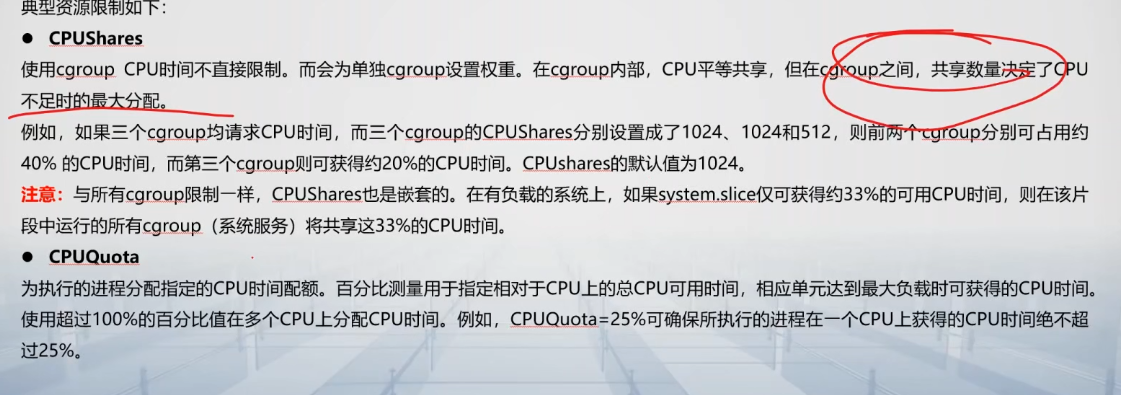 典型资源限制如下：
● CPUShares
使用cgroup CPU时间不直接限制。而会为单独cgroup设置权重。在cgroup内部，CPU平等共享，但在cgroup之间，共享数量决定了CPU
不足时的最大分配。
例如，如果三个cgroup均请求CPU时间，而三个cgroup的CPUShares分别设置成了1024、1024和512，则前两个cgroup分别可占用约
40% 的CPU时间，而第三个cgroup则可获得约20%的CPU时间。CPUshares的默认值为1024。
注意：与所有cgroup限制一样，CPUShares也是嵌套的。在有负载的系统上，如果system.slice仅可获得约33%的可用CPU时间，则在该片
段中运行的所有cgroup（系统服务）将共享这33%的CPU时间。
● CPUQuota
为执行的进程分配指定的CPU时间配额。百分比测量用于指定相对于CPU上的总CPU可用时间，相应单元达到最大负载时可获得的CPU时间。
使用超过100%的百分比值在多个CPU上分配CPU时间。例如，CPUQuota=25%可确保所执行的进程在一个CPU上获得的CPU时间绝不超
过25%。